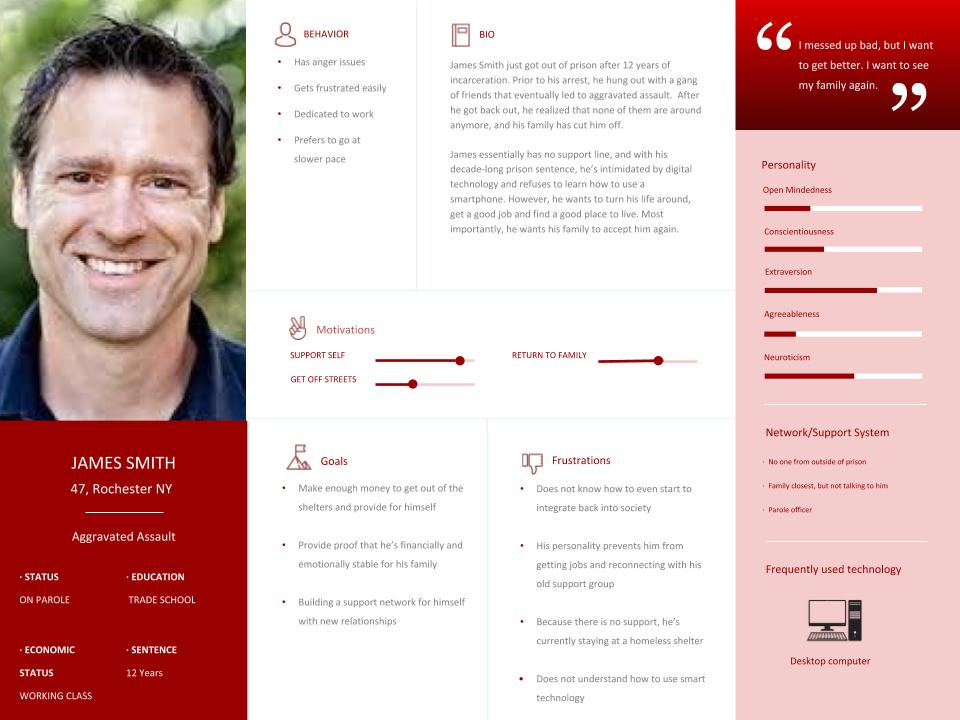 JAMES SMITH
47, Rochester NY
Aggravated Assault
· STATUS
ON PAROLE
· EDUCATION
TRADE SCHOOL
· ECONOMIC
STATUS
WORKING CLASS
· SENTENCE
12 Years
BEHAVIOR
• Has anger issues
• Gets frustrated easily
• Dedicated to work
• Prefers to go at
slower pace
BIO
James Smith just got out of prison after 12 years of
incarceration. Prior to his arrest, he hung out with a gang
of friends that eventually led to aggravated assault.  After
he got back out, he realized that none of them are around
anymore, and his family has cut him off.
James essentially has no support line, and with his
decade-long prison sentence, he's intimidated by digital
technology and refuses to learn how to use a
smartphone. However, he wants to turn his life around,
get a good job and find a good place to live. Most
importantly, he wants his family to accept him again.
Motivations
SUPPORT SELF
RETURN TO FAMILY
GET OFF STREETS
Goals
• Make enough money to get out of the
shelters and provide for himself
• Provide proof that he's financially and
emotionally stable for his family
• Building a support network for himself
with new relationships
Frustrations
• Does not know how to even start to
integrate back into society
• His personality prevents him from
getting jobs and reconnecting with his
old support group
• Because there is no support, he's
currently staying at a homeless shelter
• Does not understand how to use smart
technology
“ I messed up bad, but I want
to get better. I want to see
my family again. ”
Personality
Open Mindedness
Conscientiousness
Extraversion
Agreeableness
Neuroticism
Network/Support System
· No one from outside of prison
· Family closest, but not talking to him
· Parole officer
Frequently used technology
Desktop computer